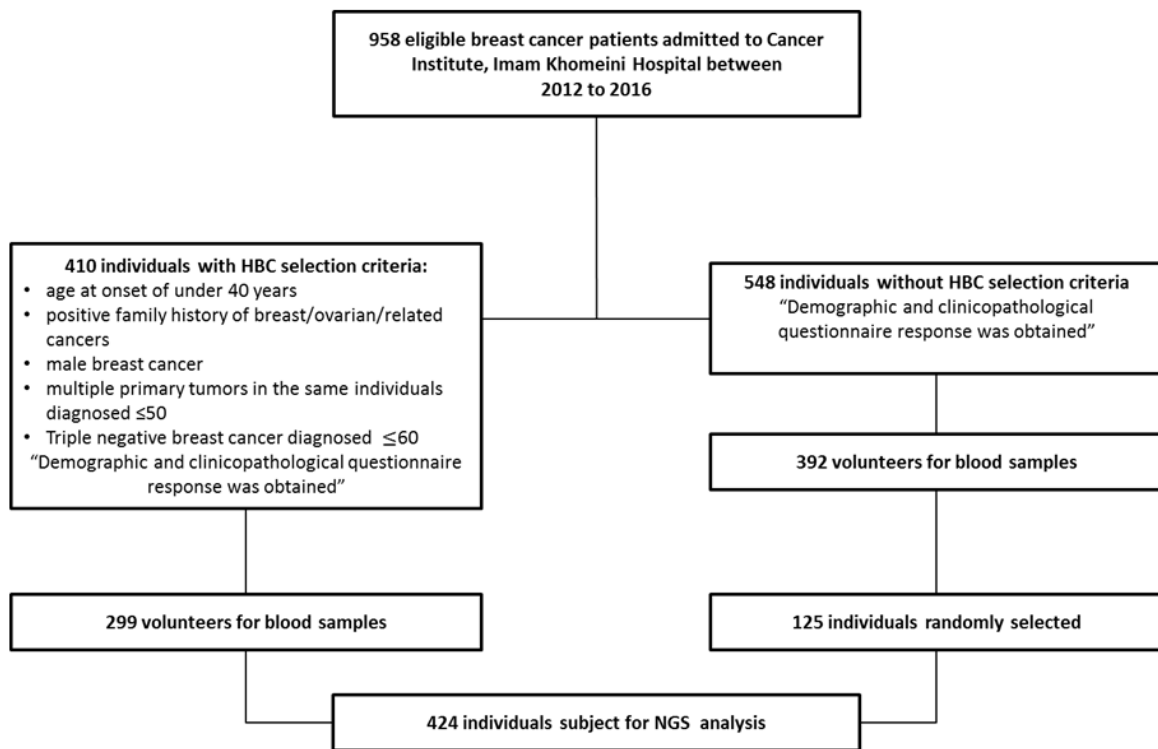 958 eligible breast cancer patients admitted to Cancer
Institute, Imam Khomeini Hospital between
2012 to 2016
410 individuals with HBC selection criteria:
• age at onset of under 40 years
• positive family history of breast/ovarian/related
cancers
• male breast cancer
• multiple primary tumors in the same individuals
diagnosed ≤50
• Triple negative breast cancer diagnosed ≤60
“Demographic and clinicopathological questionnaire
response was obtained”
548 individuals without HBC selection criteria
“Demographic and clinicopathological
questionnaire response was obtained”
392 volunteers for blood samples
299 volunteers for blood samples
125 individuals randomly selected
424 individuals subject for NGS analysis